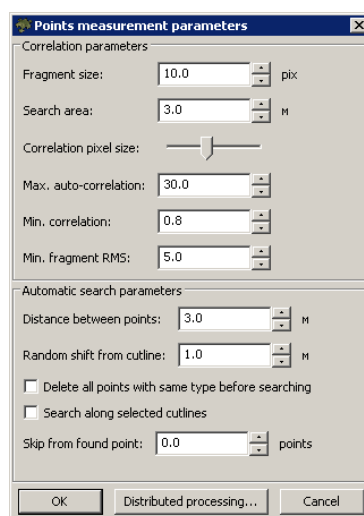 Points measurement parameters
Correlation parameters
Fragment size: 10.0 pix
Search area: 3.0 м
Correlation pixel size:
Max. auto-correlation: 30.0
Min. correlation: 0.8
Min. fragment RMS: 5.0
Automatic search parameters
Distance between points: 3.0 м
Random shift from cutline: 1.0 м
Delete all points with same type before searching
Search along selected cutlines
Skip from found point: 0.0 points
OK Distributed processing... Cancel